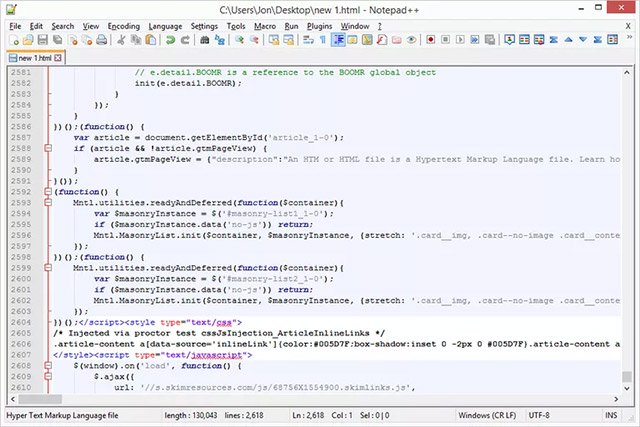 C:\Users\Jon\Desktop\new 1.html - Notepad++
File Edit Search View Encoding Language Settings Tools Macro Run Plugins Window ? X
new 1.html
2581 // e.detail.BOOMR is a reference to the BOOMR global object
2582 init(e.detail.BOOMR);
2583 }
2584 });
2585 }
2586 })();(function() {
2587 var article = document.getElementById('article_1-0');
2588 if (article && !article.gtmPageView) {
2589 article.gtmPageView = {"description":"An HTM or HTML file is a Hypertext Markup Language file. Learn ho
2590 }
2591 }());
2592 (function() {
2593 Mntl.utilities.readyAndDeferred(function($container){
2594 var $masonryInstance = $('#masonry-list1_1-0');
2595 if ($masonryInstance.data('no-js')) return;
2596 Mntl.MasonryList.init($container, $masonryInstance, {stretch: '.card__img, .card--no-image .card__conte
2597 });
2598 })();(function() {
2599 Mntl.utilities.readyAndDeferred(function($container){
2600 var $masonryInstance = $('#masonry-list2_1-0');
2601 if ($masonryInstance.data('no-js')) return;
2602 Mntl.MasonryList.init($container, $masonryInstance, {stretch: '.card__img, .card--no-image .card__conte
2603 });
2604 })();</script><style type="text/css">
2605 /* Injected via proctor test cssJsInjection_ArticleInlineLinks */
2606 .article-content a[data-source='inlineLink']{color:#005D7F;box-shadow:inset 0 -2px 0 #005D7F}.article-content a
2607 </style><script type="text/javascript">
2608 $(window).on('load', function() {
2609 $.ajax({
2610 url: '//s.skimresources.com/js/68756X1554900.skimlinks.js',
Hyper Text Markup Language file length : 130,043 lines : 2,618 Ln : 2,618 Col : 1 Sel : 0 | 0 Windows (CR LF) UTF-8 INS